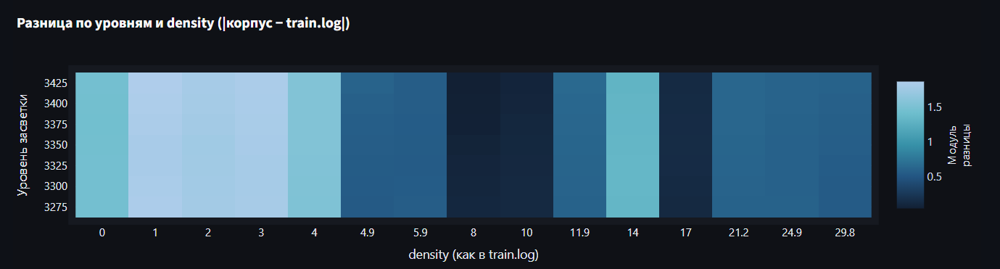 Разница по уровням и density (|корпус − train.log|)
Уровень засветки
3425
3400
3375
3350
3325
3300
3275
0 1 2 3 4 4.9 5.9 8 10 11.9 14 17 21.2 24.9 29.8
density (как в train.log)
1.5
1
0.5
Модуль
разницы